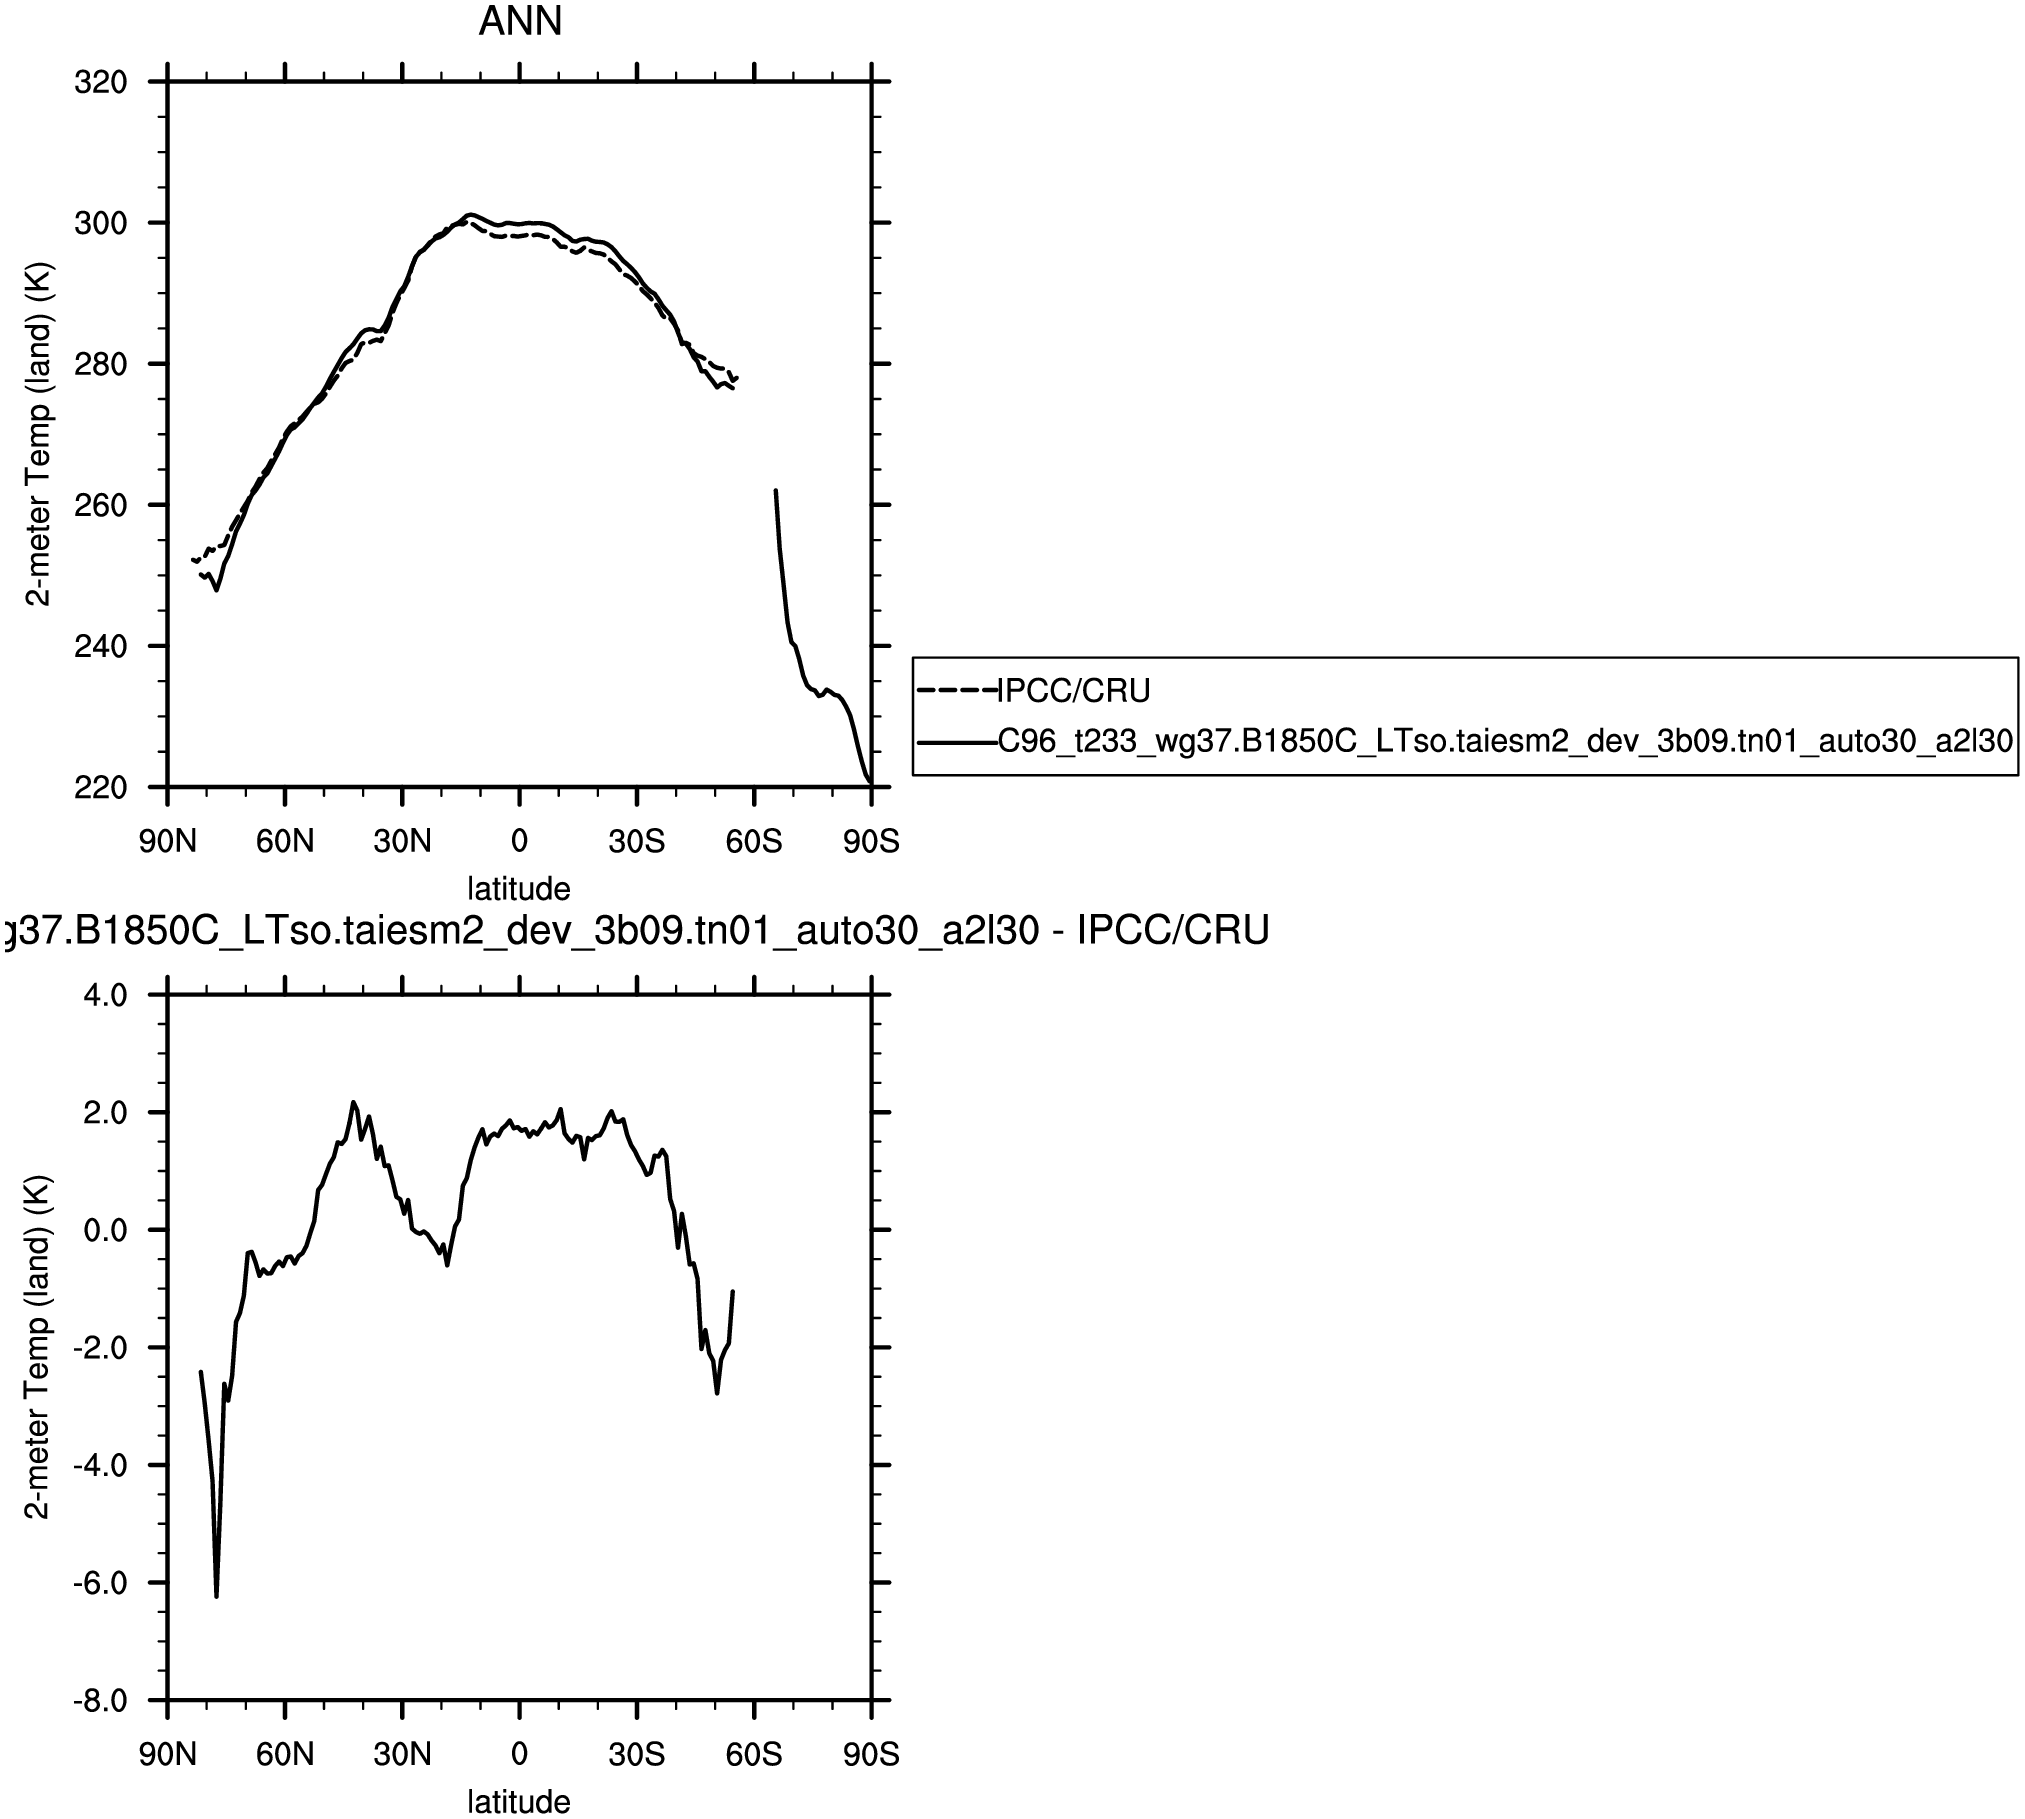 ANN
320
300
280
260
240
220
2-meter Temp (land) (K)
90N 60N 30N 0 30S 60S 90S
latitude
IPCC/CRU
C96_t233_wg37.B1850C_LTso.taiesm2_dev_3b09.tn01_auto30_a2l30
g37.B1850C_LTso.taiesm2_dev_3b09.tn01_auto30_a2l30 - IPCC/CRU
4.0
2.0
0.0
-2.0
-4.0
-6.0
-8.0
2-meter Temp (land) (K)
90N 60N 30N 0 30S 60S 90S
latitude